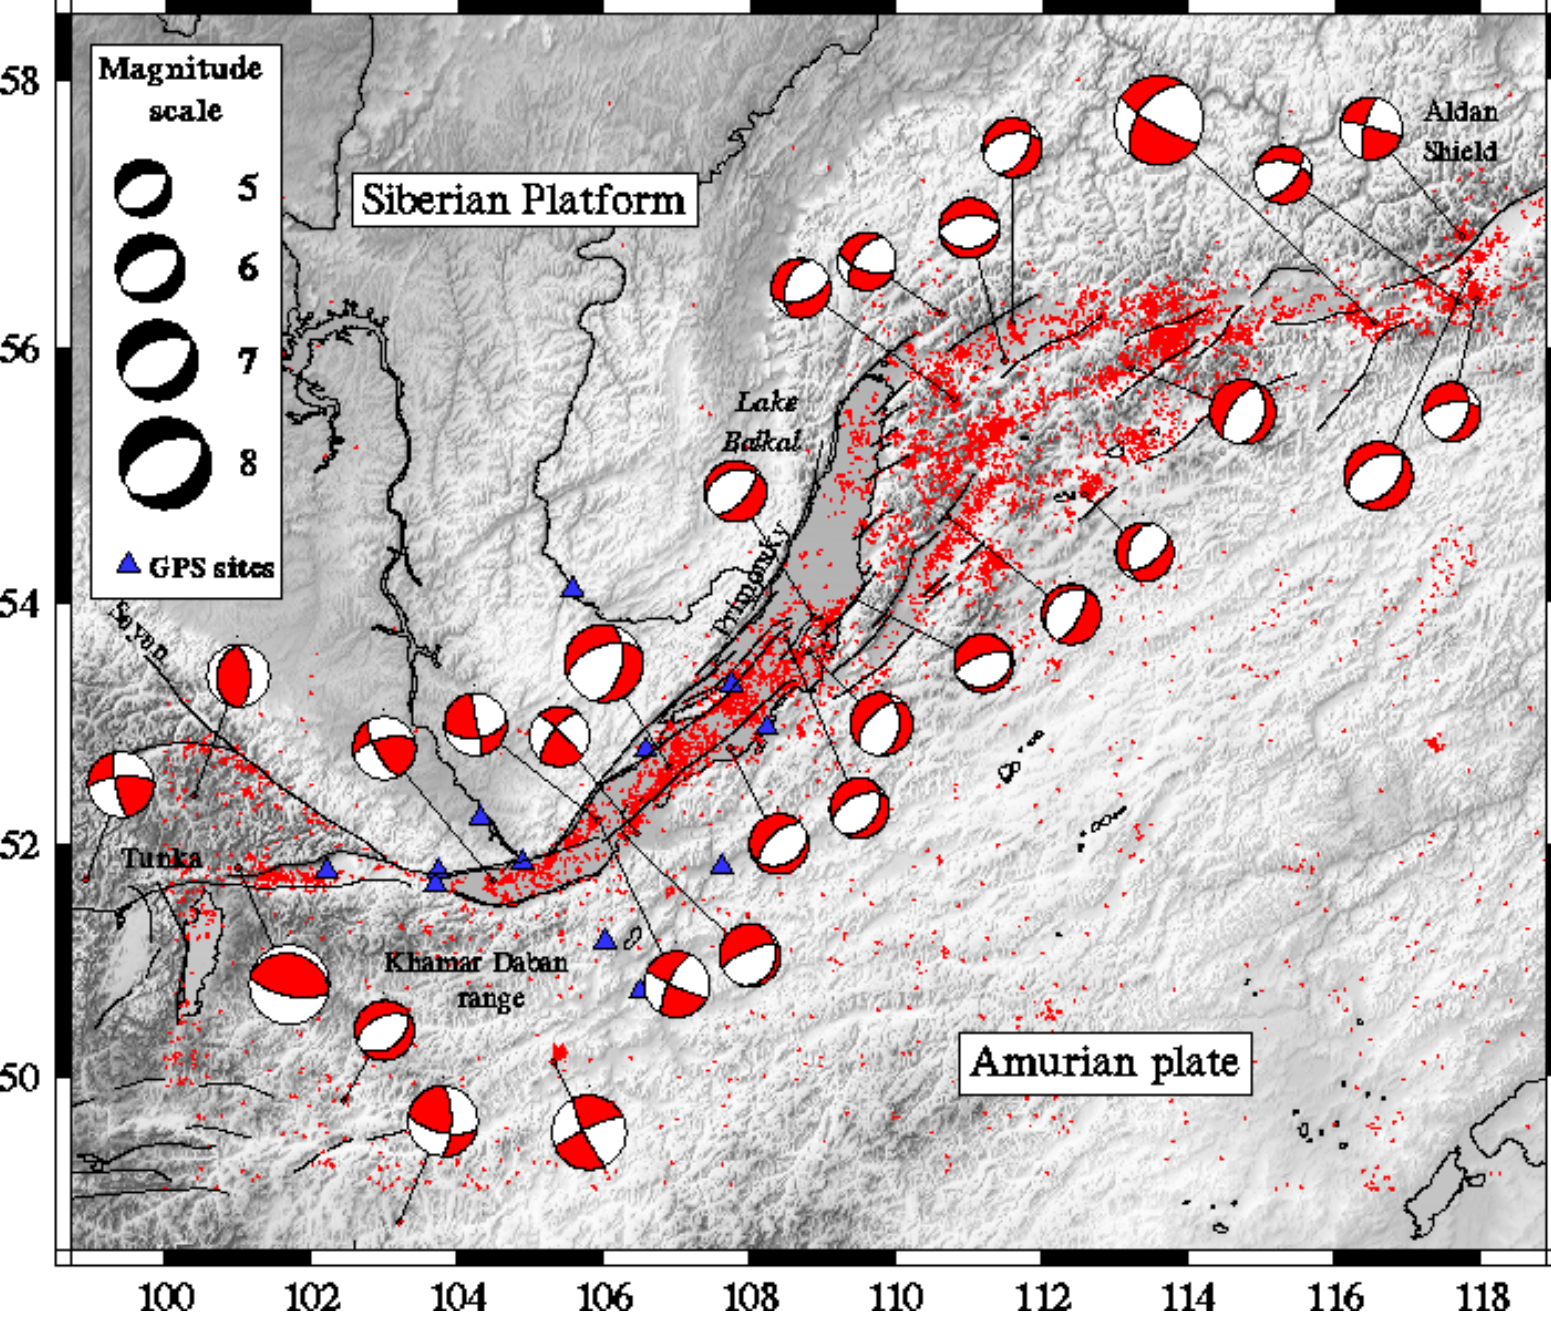 Magnitude
scale
5
6
7
8
GPS sites
Siberian Platform
Aldan
Shield
Lake
Baikal
Primorsky
Sayan
Tunka
Khamar Daban
range
Amurian plate
58
56
54
52
50
100 102 104 106 108 110 112 114 116 118